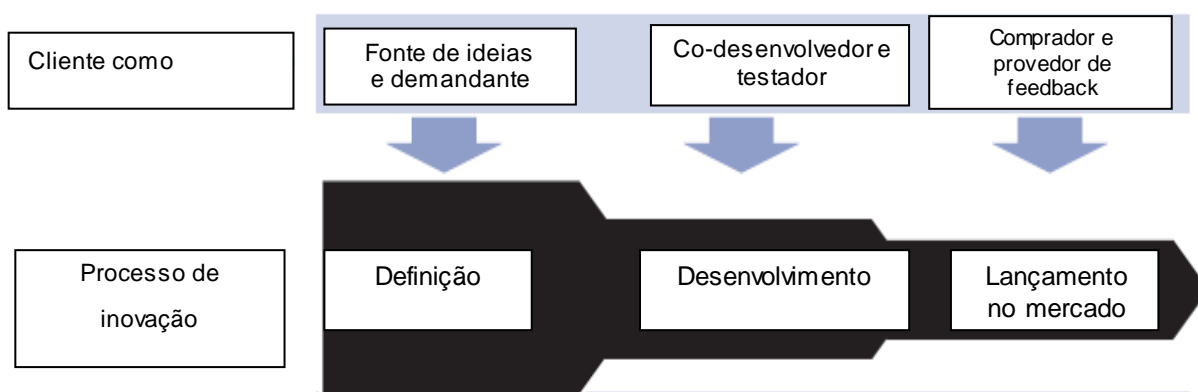 Cliente como
Fonte de ideias
e demandante
Co-desenvolvedor e
testador
Comprador e
provedor de
feedback
Processo de
inovação
Definição
Desenvolvimento
Lançamento
no mercado